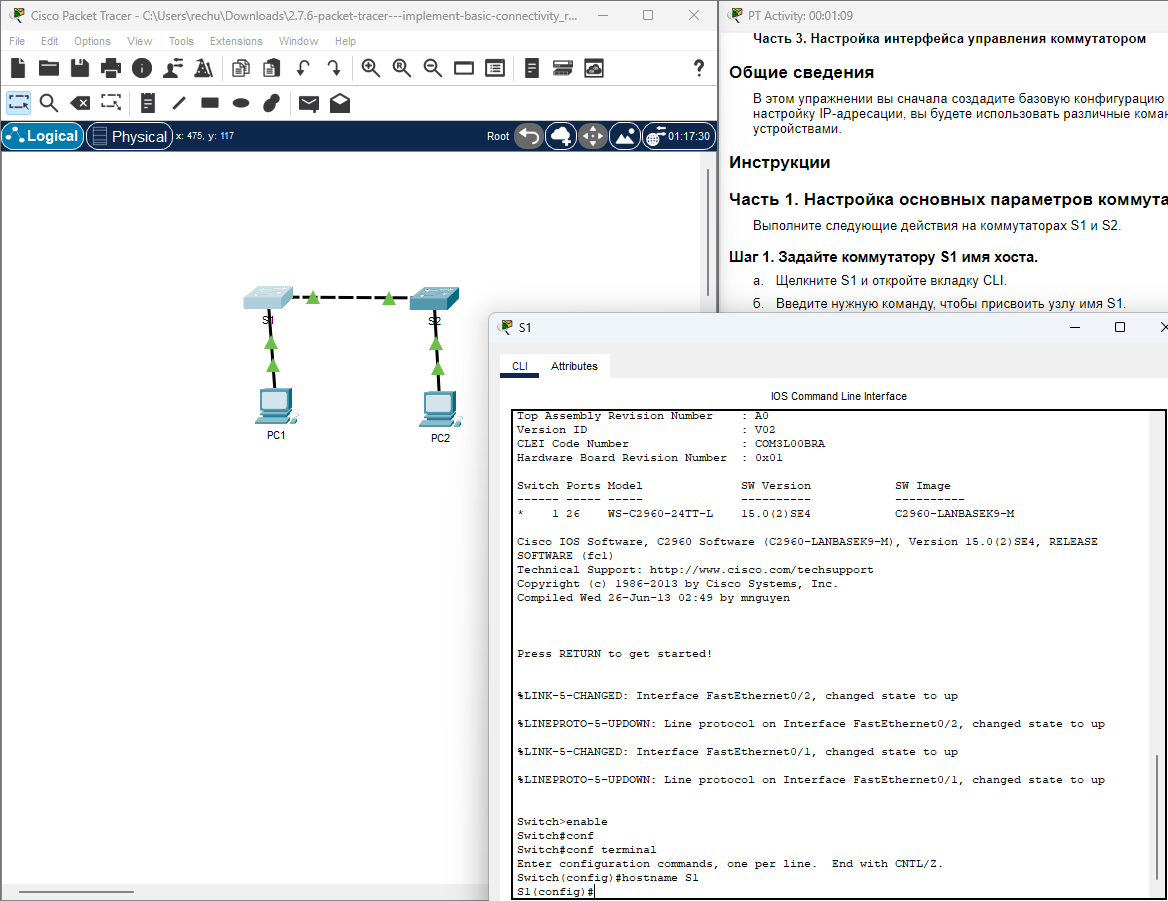 Cisco Packet Tracer - C:\Users\rechu\Downloads\2.7.6-packet-tracer---implement-basic-connectivity_r...
File Edit Options View Tools Extensions Window Help
?
Logical Physical x: 475, y: 117 Root 01:17:30
S1
S2
PC1
PC2
PT Activity: 00:01:09
Часть 3. Настройка интерфейса управления коммутатором
Общие сведения
В этом упражнении вы сначала создадите базовую конфигурацию
настройку IP-адресации, вы будете использовать различные кома
устройствами.
Инструкции
Часть 1. Настройка основных параметров коммута
Выполните следующие действия на коммутаторах S1 и S2.
Шаг 1. Задайте коммутатору S1 имя хоста.
а. Щелкните S1 и откройте вкладку CLI.
б. Введите нужную команду, чтобы присвоить узлу имя S1.
S1
CLI Attributes
IOS Command Line Interface
Top Assembly Revision Number : A0
Version ID : V02
CLEI Code Number : COM3L00BRA
Hardware Board Revision Number : 0x01
Switch Ports Model SW Version SW Image
------ ----- ----- ---------- ----------
* 1 26 WS-C2960-24TT-L 15.0(2)SE4 C2960-LANBASEK9-M
Cisco IOS Software, C2960 Software (C2960-LANBASEK9-M), Version 15.0(2)SE4, RELEASE
SOFTWARE (fc1)
Technical Support: http://www.cisco.com/techsupport
Copyright (c) 1986-2013 by Cisco Systems, Inc.
Compiled Wed 26-Jun-13 02:49 by mnguyen
Press RETURN to get started!
%LINK-5-CHANGED: Interface FastEthernet0/2, changed state to up
%LINEPROTO-5-UPDOWN: Line protocol on Interface FastEthernet0/2, changed state to up
%LINK-5-CHANGED: Interface FastEthernet0/1, changed state to up
%LINEPROTO-5-UPDOWN: Line protocol on Interface FastEthernet0/1, changed state to up
Switch>enable
Switch#conf
Switch#conf terminal
Enter configuration commands, one per line. End with CNTL/Z.
Switch(config)#hostname S1
S1(config)#